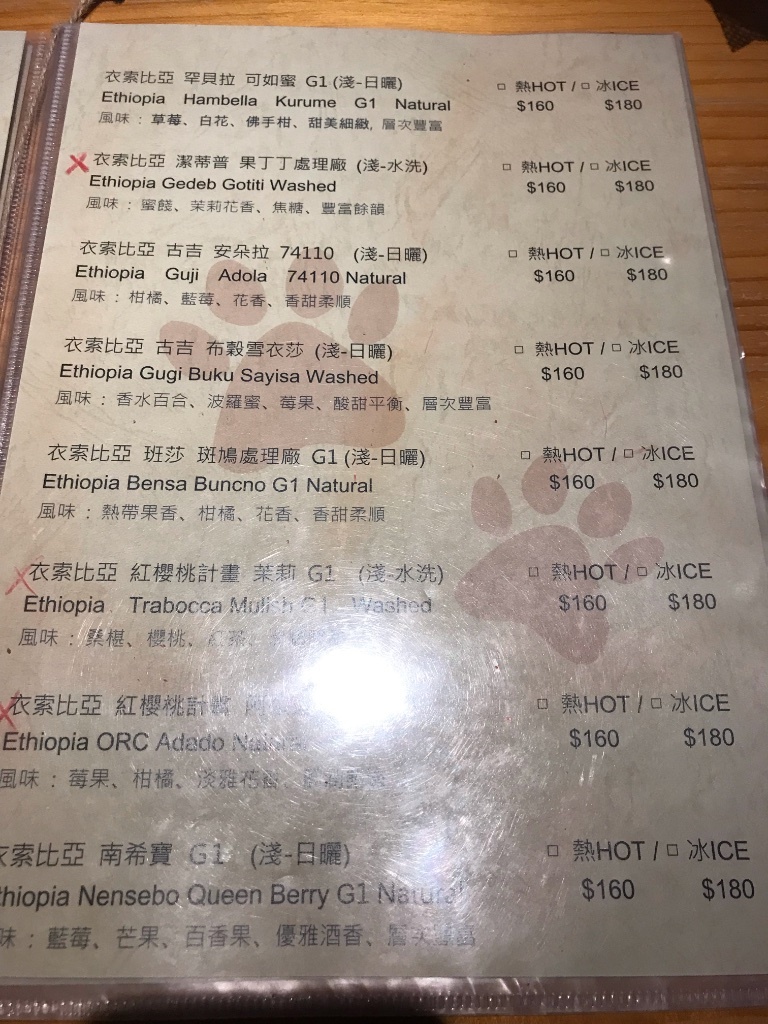 衣索比亞 罕貝拉 可如蜜 G1 (淺-日曬) □ 熱HOT / □ 冰ICE
Ethiopia Hambella Kurume G1 Natural $160 $180
風味 : 草莓、白花、佛手柑、甜美細緻, 層次豐富
衣索比亞 潔蒂普 果丁丁處理廠 (淺-水洗) □ 熱HOT / □ 冰ICE
Ethiopia Gedeb Gotiti Washed $160 $180
風味 : 蜜餞、茉莉花香、焦糖、豐富餘韻
衣索比亞 古吉 安朵拉 74110 (淺-日曬) □ 熱HOT / □ 冰ICE
Ethiopia Guji Adola 74110 Natural $160 $180
風味 : 柑橘、藍莓、花香、香甜柔順
衣索比亞 古吉 布穀雪衣莎 (淺-日曬) □ 熱HOT / □ 冰ICE
Ethiopia Gugi Buku Sayisa Washed $160 $180
風味 : 香水百合、波羅蜜、莓果、酸甜平衡、層次豐富
衣索比亞 班莎 斑鳩處理廠 G1 (淺-日曬) □ 熱HOT / □ 冰ICE
Ethiopia Bensa Buncno G1 Natural $160 $180
風味 : 熱帶果香、柑橘、花香、香甜柔順
衣索比亞 紅櫻桃計畫 茉莉 G1 (淺-水洗) □ 熱HOT / □ 冰ICE
Ethiopia Trabocca Mulish G1 Washed $160 $180
風味 : 桑椹、櫻桃、紅茶、
衣索比亞 紅櫻桃計畫 □ 熱HOT / □ 冰ICE
Ethiopia ORC Adado Natural $160 $180
風味 : 莓果、柑橘、淡雅花香、
衣索比亞 南希寶 G1 (淺-日曬) □ 熱HOT / □ 冰ICE
thiopia Nensebo Queen Berry G1 Natural $160 $180
味 : 藍莓、芒果、百香果、優雅酒香、層次豐富